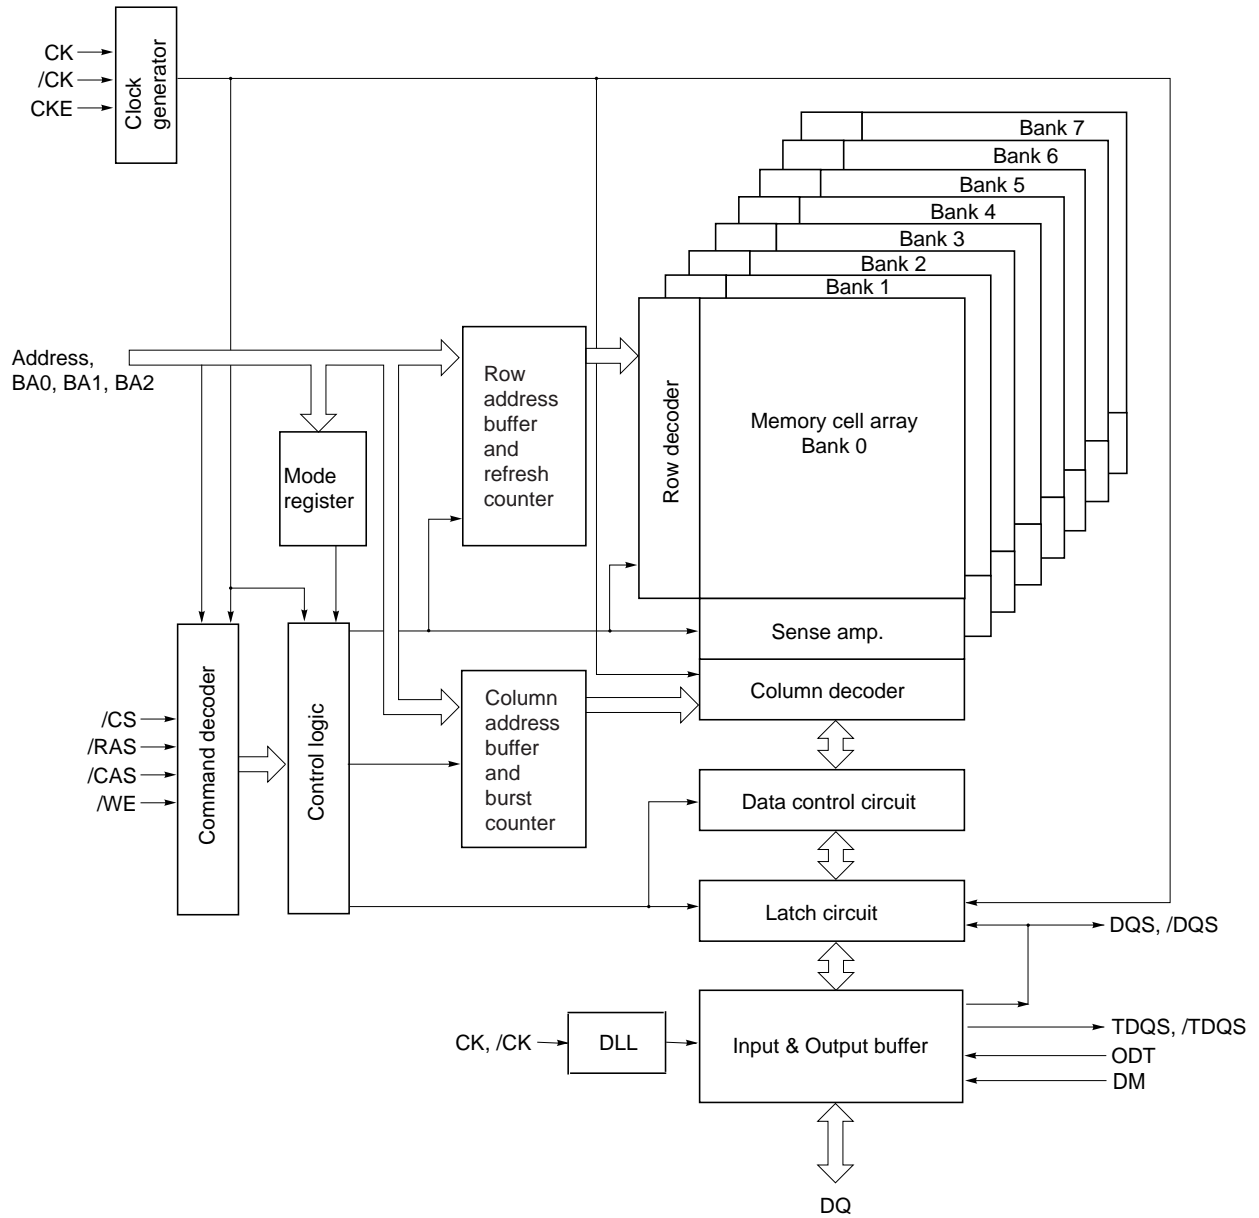 CK
/CK
CKE
Clock
generator
Bank 7
Bank 6
Bank 5
Bank 4
Bank 3
Bank 2
Bank 1
Address,
BA0, BA1, BA2
Row
address
buffer
and
refresh
counter
Row decoder
Memory cell array
Bank 0
Mode
register
Sense amp.
Column decoder
Command decoder
Control logic
/CS
/RAS
/CAS
/WE
Column
address
buffer
and
burst
counter
Data control circuit
Latch circuit
DQS, /DQS
CK, /CK
DLL
Input & Output buffer
TDQS, /TDQS
ODT
DM
DQ